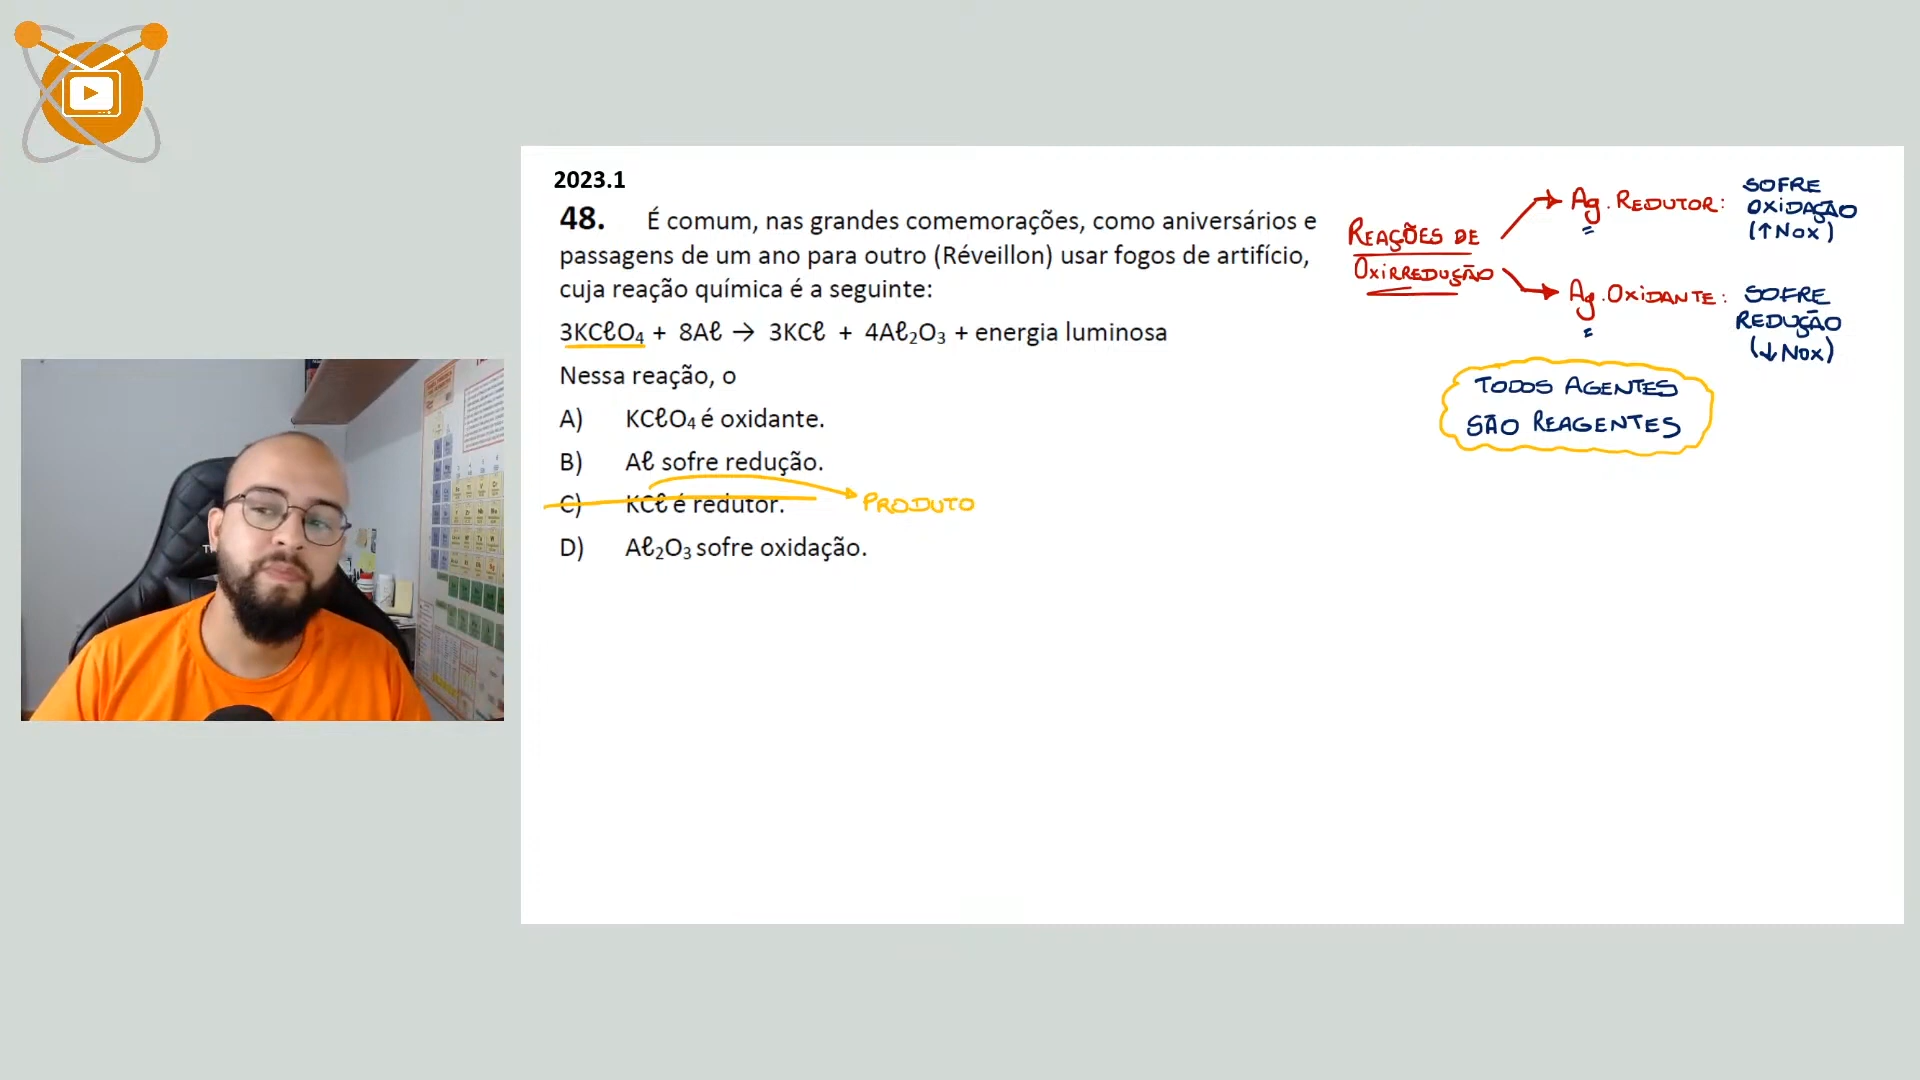 2023.1
48. É comum, nas grandes comemorações, como aniversários e
passagens de um ano para outro (Réveillon) usar fogos de artifício,
cuja reação química é a seguinte:
3KCℓO₄ + 8Aℓ → 3KCℓ + 4Aℓ₂O₃ + energia luminosa
Nessa reação, o
A) KCℓO₄ é oxidante.
B) Aℓ sofre redução.
C) KCℓ é redutor.
PRODUTO
D) Aℓ₂O₃ sofre oxidação.
REAÇÕES DE
OXIRREDUÇÃO
Ag. REDUTOR:
SOFRE
OXIDAÇÃO
(↑NOX)
Ag. OXIDANTE:
SOFRE
REDUÇÃO
(↓NOX)
TODOS AGENTES
SÃO REAGENTES